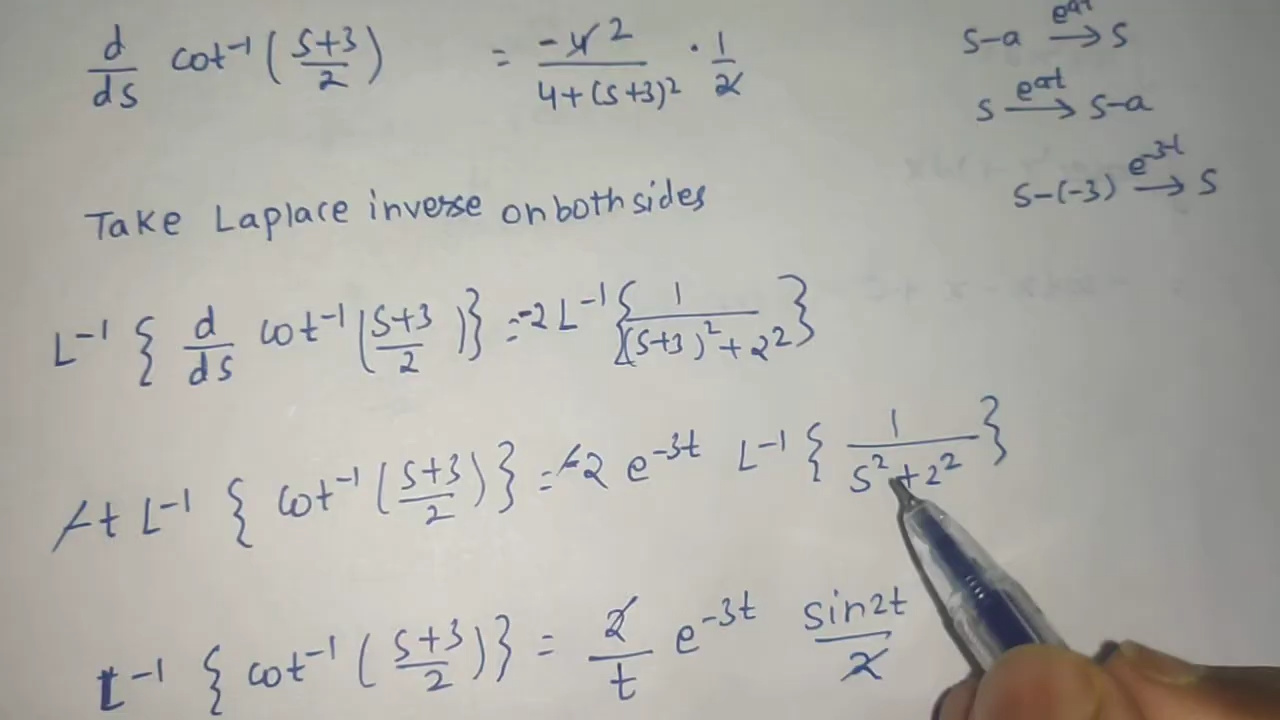 d/ds cot⁻¹(s+3/2) = -4 2/4+(s+3)² · 1/2
s-a →e^at s
s →e^at s-a
s-(-3) →e^-3t s
Take Laplace inverse on both sides
L⁻¹{d/ds cot⁻¹(s+3/2)} = -2 L⁻¹{1/(s+3)²+2²}
-t L⁻¹{cot⁻¹(s+3/2)} = -2 e^-3t L⁻¹{1/s²+2²}
L⁻¹{cot⁻¹(s+3/2)} = 2/t e^-3t sin2t/2